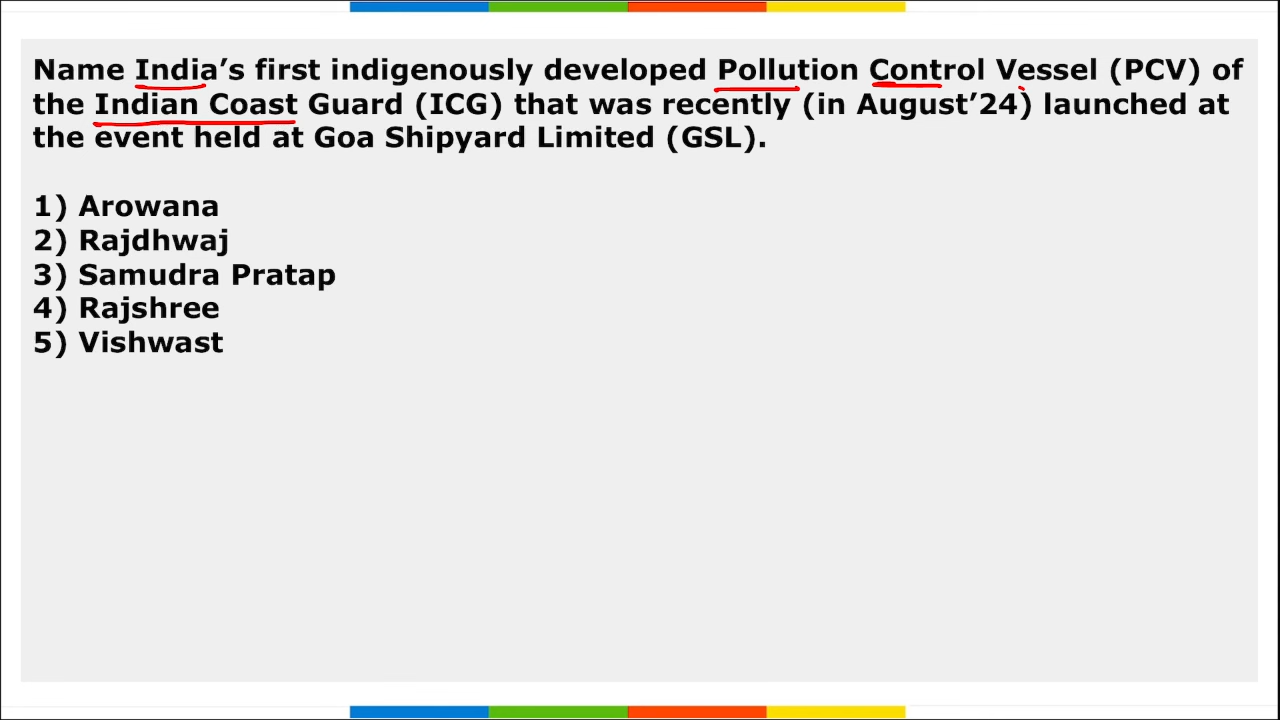 Name India’s first indigenously developed Pollution Control Vessel (PCV) of
the Indian Coast Guard (ICG) that was recently (in August’24) launched at
the event held at Goa Shipyard Limited (GSL).
1) Arowana
2) Rajdhwaj
3) Samudra Pratap
4) Rajshree
5) Vishwast